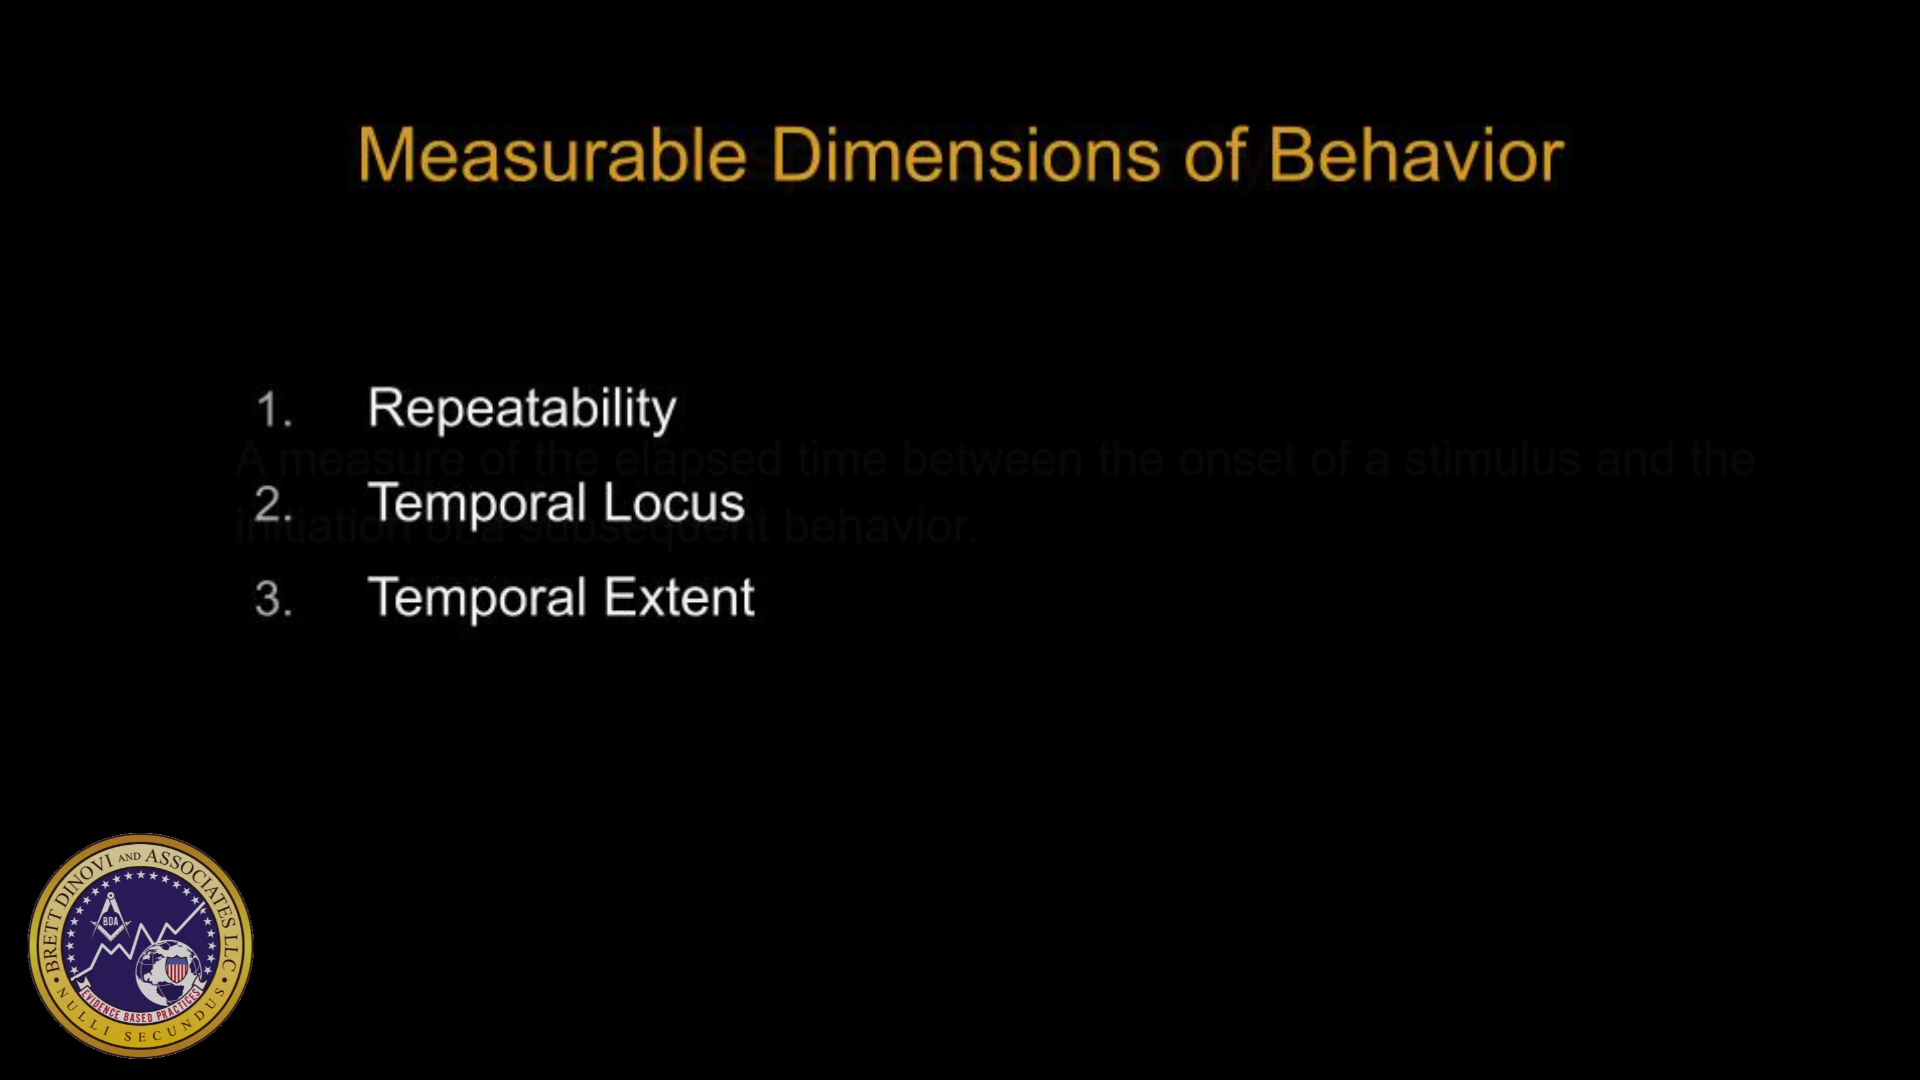 Measurable Dimensions of Behavior
1. Repeatability
A measure of the elapsed time between the onset of a stimulus and the
2. Temporal Locus
initiation of a subsequent behavior.
3. Temporal Extent
BRETT DINOVI AND ASSOCIATES LLC
BDA
EVIDENCE BASED PRACTICES
NULLI SECUNDUS